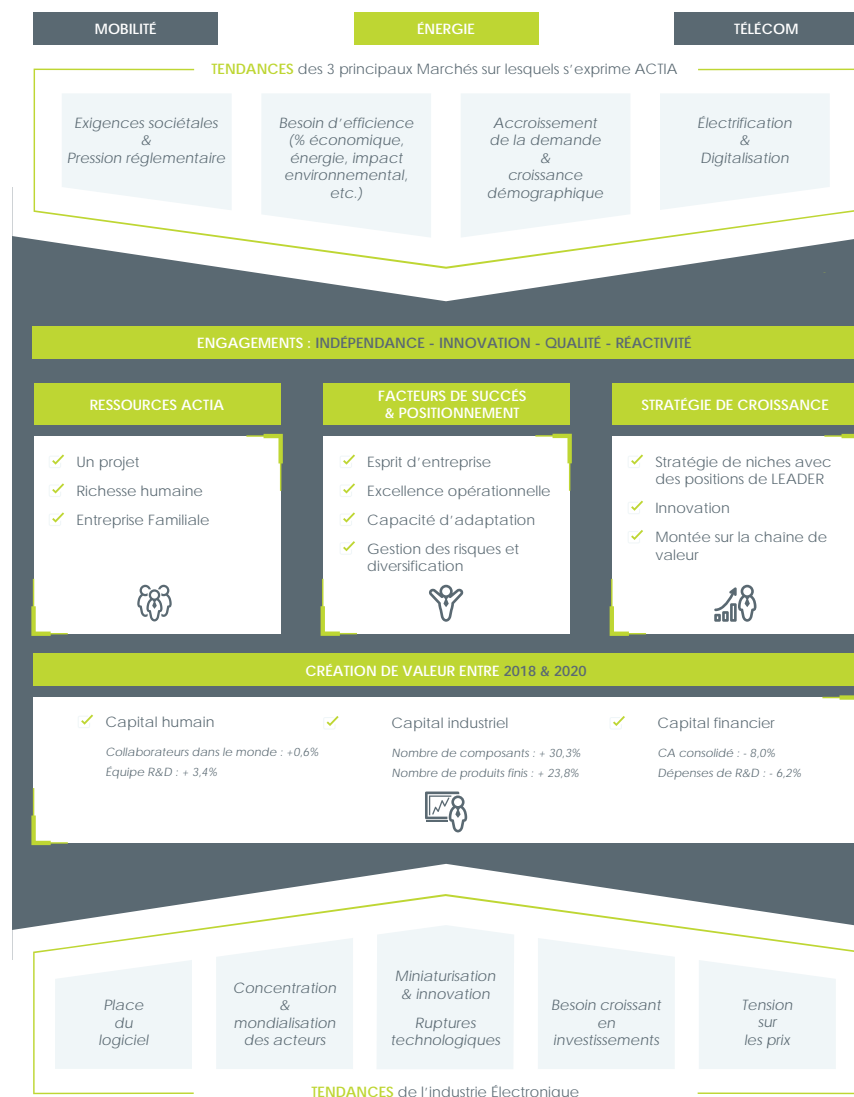 MOBILITÉ
ÉNERGIE
TÉLÉCOM
TENDANCES des 3 principaux Marchés sur lesquels s'exprime ACTIA
Exigences sociétales
&
Pression réglementaire
Besoin d'efficience
(% économique,
énergie, impact
environnemental,
etc.)
Accroissement
de la demande
&
croissance
démographique
Électrification
&
Digitalisation
ENGAGEMENTS : INDÉPENDANCE - INNOVATION - QUALITÉ - RÉACTIVITÉ
RESSOURCES ACTIA
Un projet
Richesse humaine
Entreprise Familiale
FACTEURS DE SUCCÉS
& POSITIONNEMENT
Esprit d'entreprise
Excellence opérationnelle
Capacité d'adaptation
Gestion des risques et
diversification
STRATÉGIE DE CROISSANCE
Stratégie de niches avec
des positions de LEADER
Innovation
Montée sur la chaine de
valeur
CRÉATION DE VALEUR ENTRE 2018 & 2020
Capital humain
Collaborateurs dans le monde : +0,6%
Équipe R&D : + 3,4%
Capital industriel
Nombre de composants : + 30,3%
Nombre de produits finis : + 23,8%
Capital financier
CA consolidé : - 8,0%
Dépenses de R&D : - 6,2%
Place
du
logiciel
Concentration
&
mondialisation
des acteurs
Miniaturisation
& innovation
Ruptures
technologiques
Besoin croissant
en
investissements
Tension
sur
les prix
TENDANCES de l'industrie Électronique